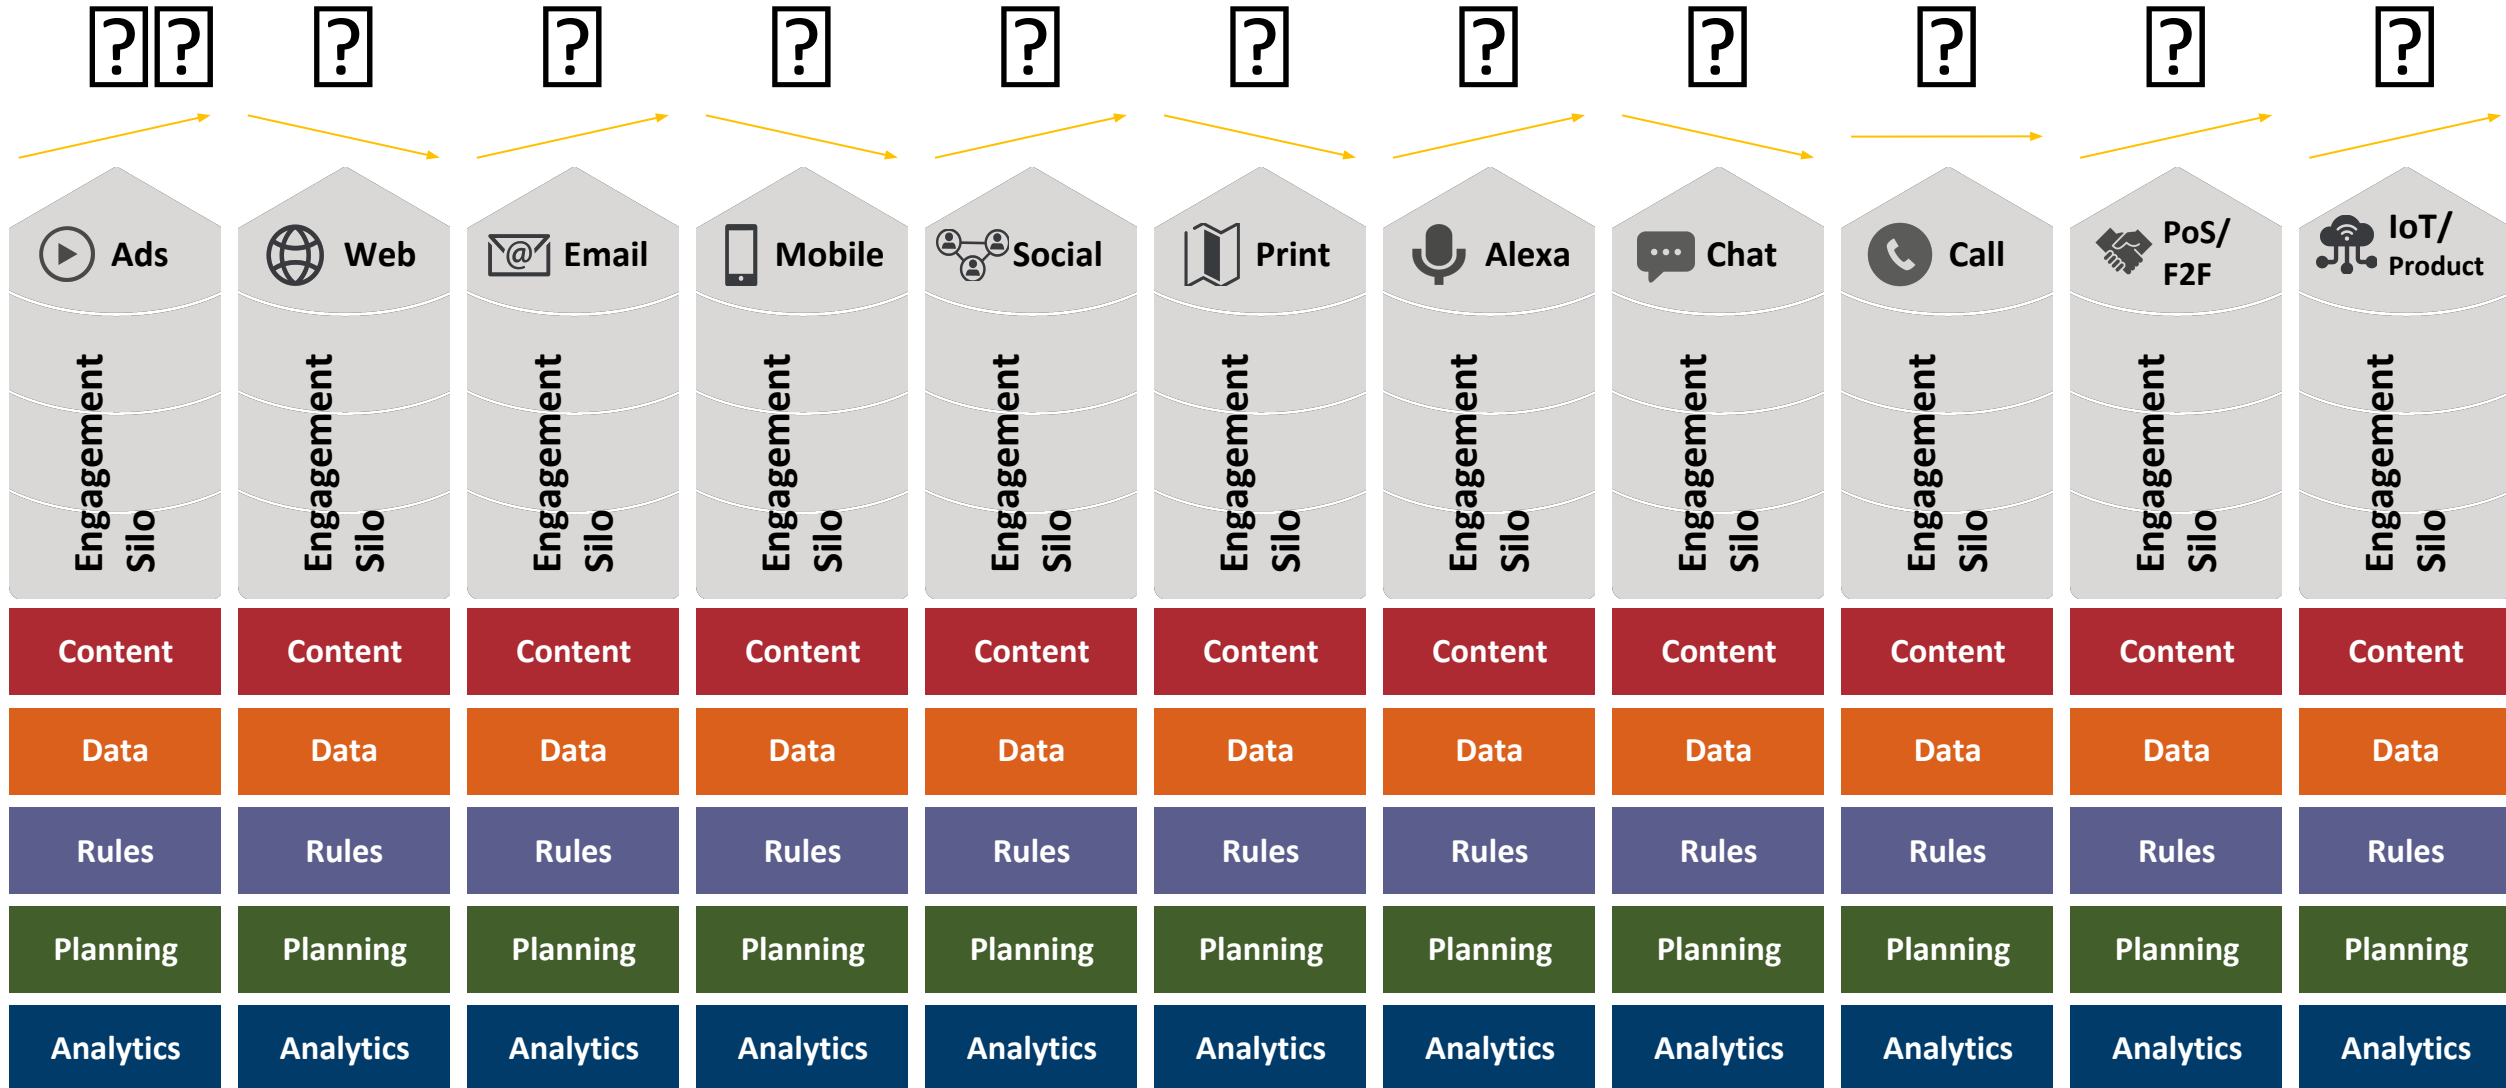 Ads
Web
Email
Mobile
Social
Print
Alexa
Chat
Call
PoS/
F2F
IoT/
Product
Engagement
Silo
Engagement
Silo
Engagement
Silo
Engagement
Silo
Engagement
Silo
Engagement
Silo
Engagement
Silo
Engagement
Silo
Engagement
Silo
Engagement
Silo
Engagement
Silo
Content Content Content Content Content Content Content Content Content Content Content
Data Data Data Data Data Data Data Data Data Data Data
Rules Rules Rules Rules Rules Rules Rules Rules Rules Rules Rules
Planning Planning Planning Planning Planning Planning Planning Planning Planning Planning Planning
Analytics Analytics Analytics Analytics Analytics Analytics Analytics Analytics Analytics Analytics Analytics